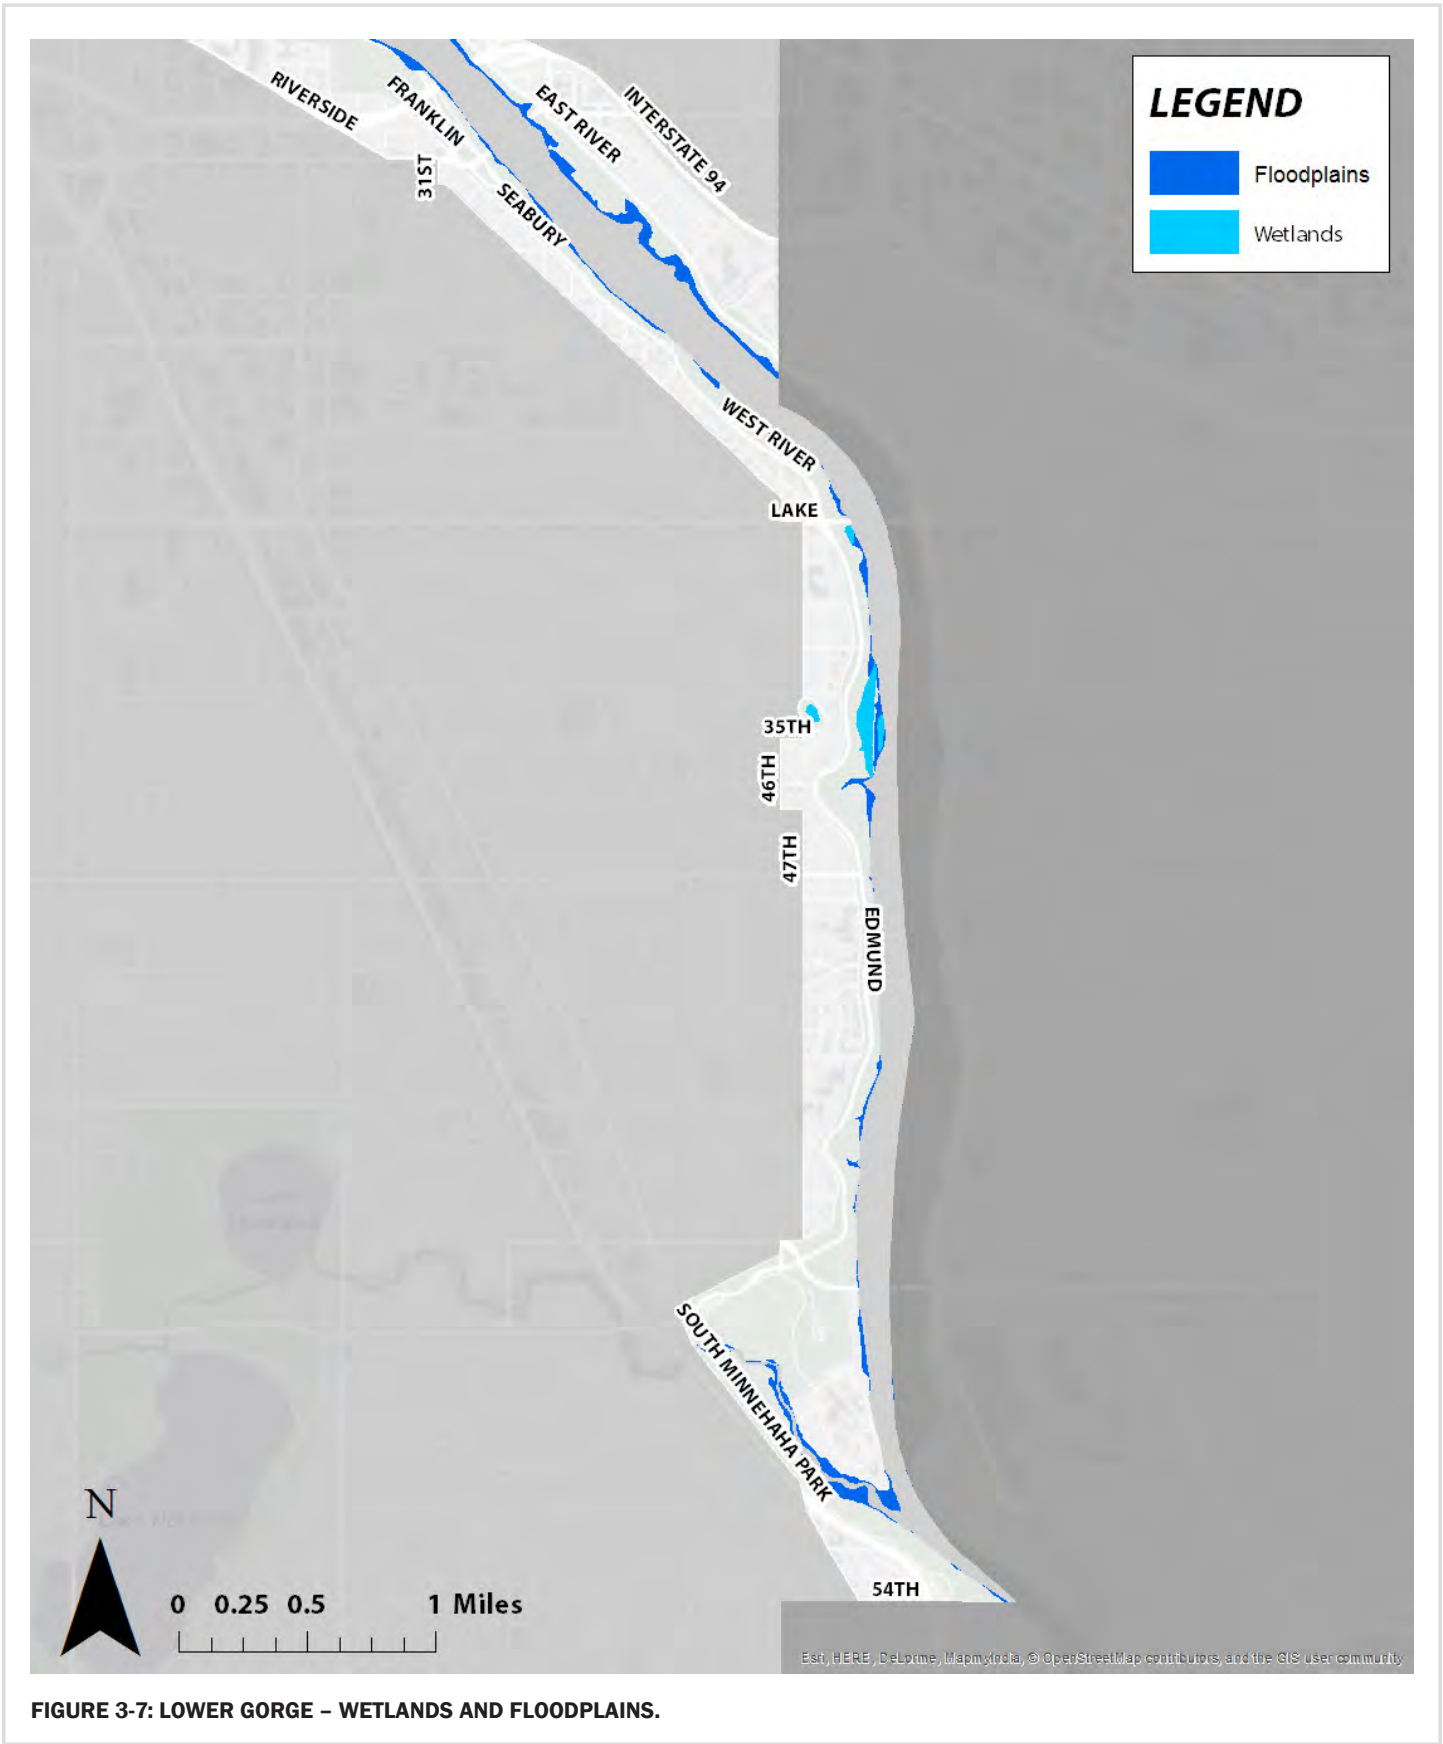 LEGEND
Floodplains
Wetlands
RIVERSIDE
FRANKLIN
EAST RIVER
INTERSTATE 94
31ST
SEABURY
WEST RIVER
LAKE
35TH
46TH
47TH
EDMUND
SOUTH MINNEHAHA PARK
54TH
N
0 0.25 0.5 1 Miles
Esri, HERE, DeLorme, MapmyIndia, © OpenStreetMap contributors, and the GIS user community
FIGURE 3-7: LOWER GORGE – WETLANDS AND FLOODPLAINS.